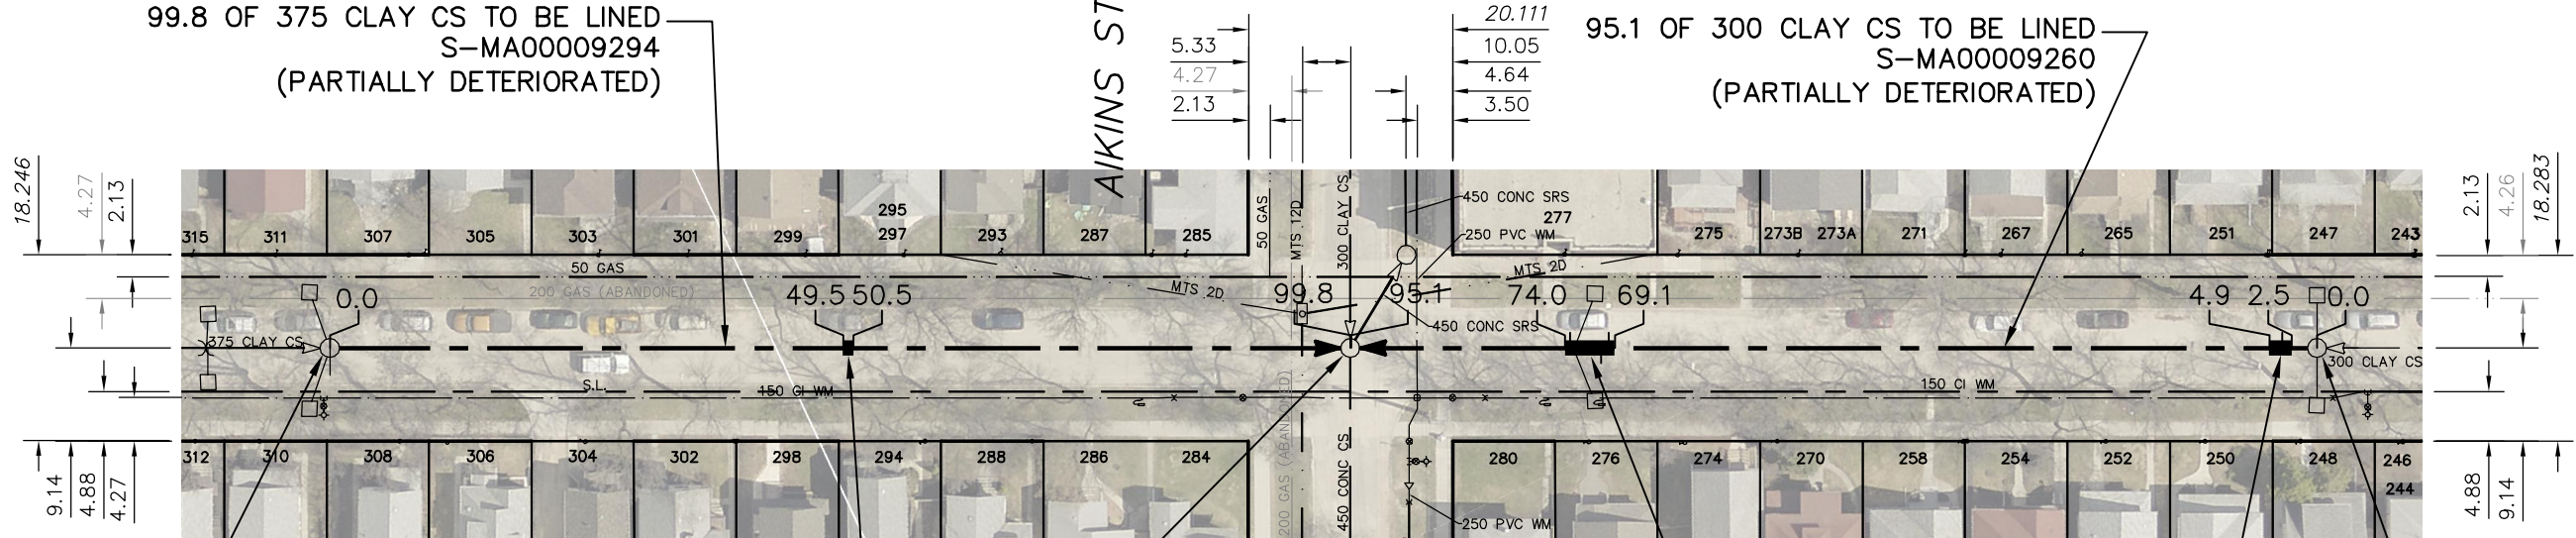 99.8 OF 375 CLAY CS TO BE LINED
S-MA00009294
(PARTIALLY DETERIORATED)
AIKINS ST
5.33
4.27
2.13
20.111
10.05
4.64
3.50
95.1 OF 300 CLAY CS TO BE LINED
S-MA00009260
(PARTIALLY DETERIORATED)
18.246
4.27
2.13
2.13
4.26
18.283
315 311 307 305 303 301 299 295 297 293 287 285
50 GAS
MTS 12D
300 CLAY CS
450 CONC SRS
277
250 PVC WM
275 273B 273A 271 267 265 251 247 243
50 GAS
200 GAS (ABANDONED)
MTS 2D
MTS 2D
0.0 49.5 50.5 99.8 95.1 74.0 69.1 4.9 2.5 0.0
450 CONC SRS
375 CLAY CS
300 CLAY CS
S.L.
150 CI WM
150 CI WM
200 GAS (ABANDONED)
450 CONC CS
312 310 308 306 304 302 298 294 288 286 284
280 276 274 270 258 254 252 250 248 246
244
250 PVC WM
9.14
4.88
4.27
4.88
9.14